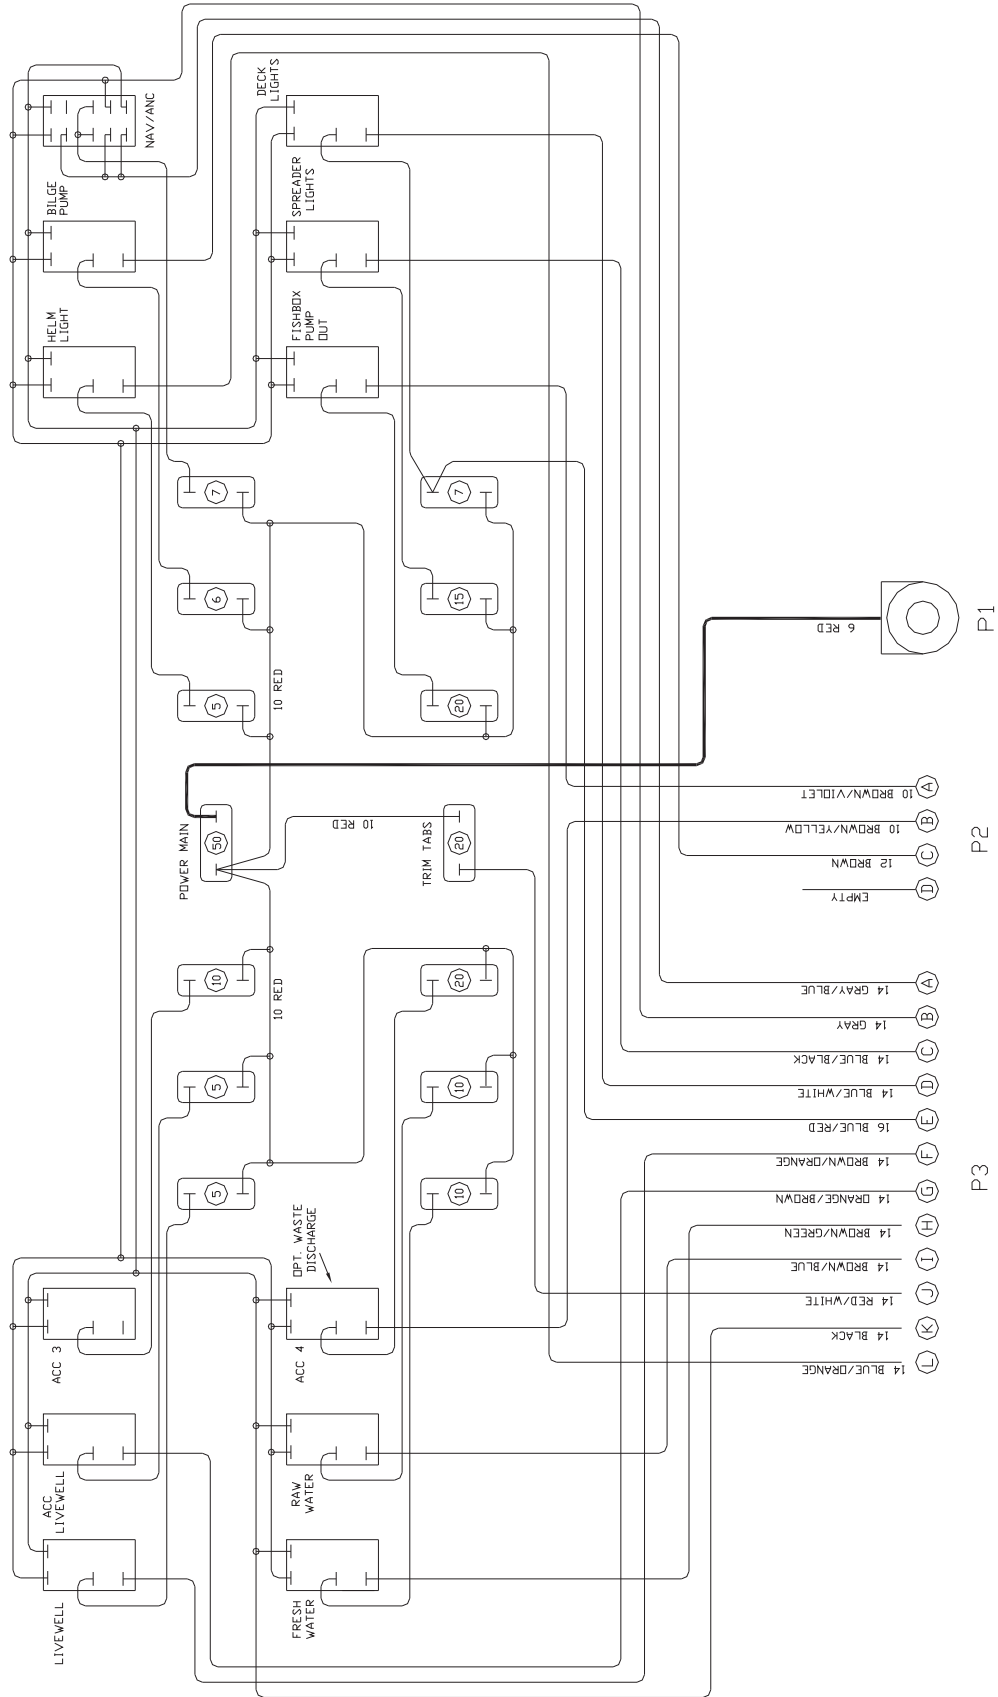 DECK
LIGHTS
NAV/ANC
SPREADER
LIGHTS
BILGE
PUMP
FISHBOX
PUMP
OUT
HELM
LIGHT
7
7
6
15
5
20
10 RED
6 RED
P1
POWER MAIN
50
10 RED
TRIM TABS
20
10 BROWN/VIOLET
A
10 BROWN/YELLOW
B
12 BROWN
C
EMPTY
D
P2
10
20
10 RED
5
10
5
10
14 GRAY/BLUE
A
14 GRAY
B
14 BLUE/BLACK
C
14 BLUE/WHITE
D
16 BLUE/RED
E
14 BROWN/ORANGE
F
14 ORANGE/BROWN
G
14 BROWN/GREEN
H
14 BROWN/BLUE
I
14 RED/WHITE
J
14 BLACK
K
14 BLUE/ORANGE
L
P3
OPT. WASTE
DISCHARGE
ACC 3
ACC 4
ACC
LIVEWELL
RAW
WATER
LIVEWELL
FRESH
WATER